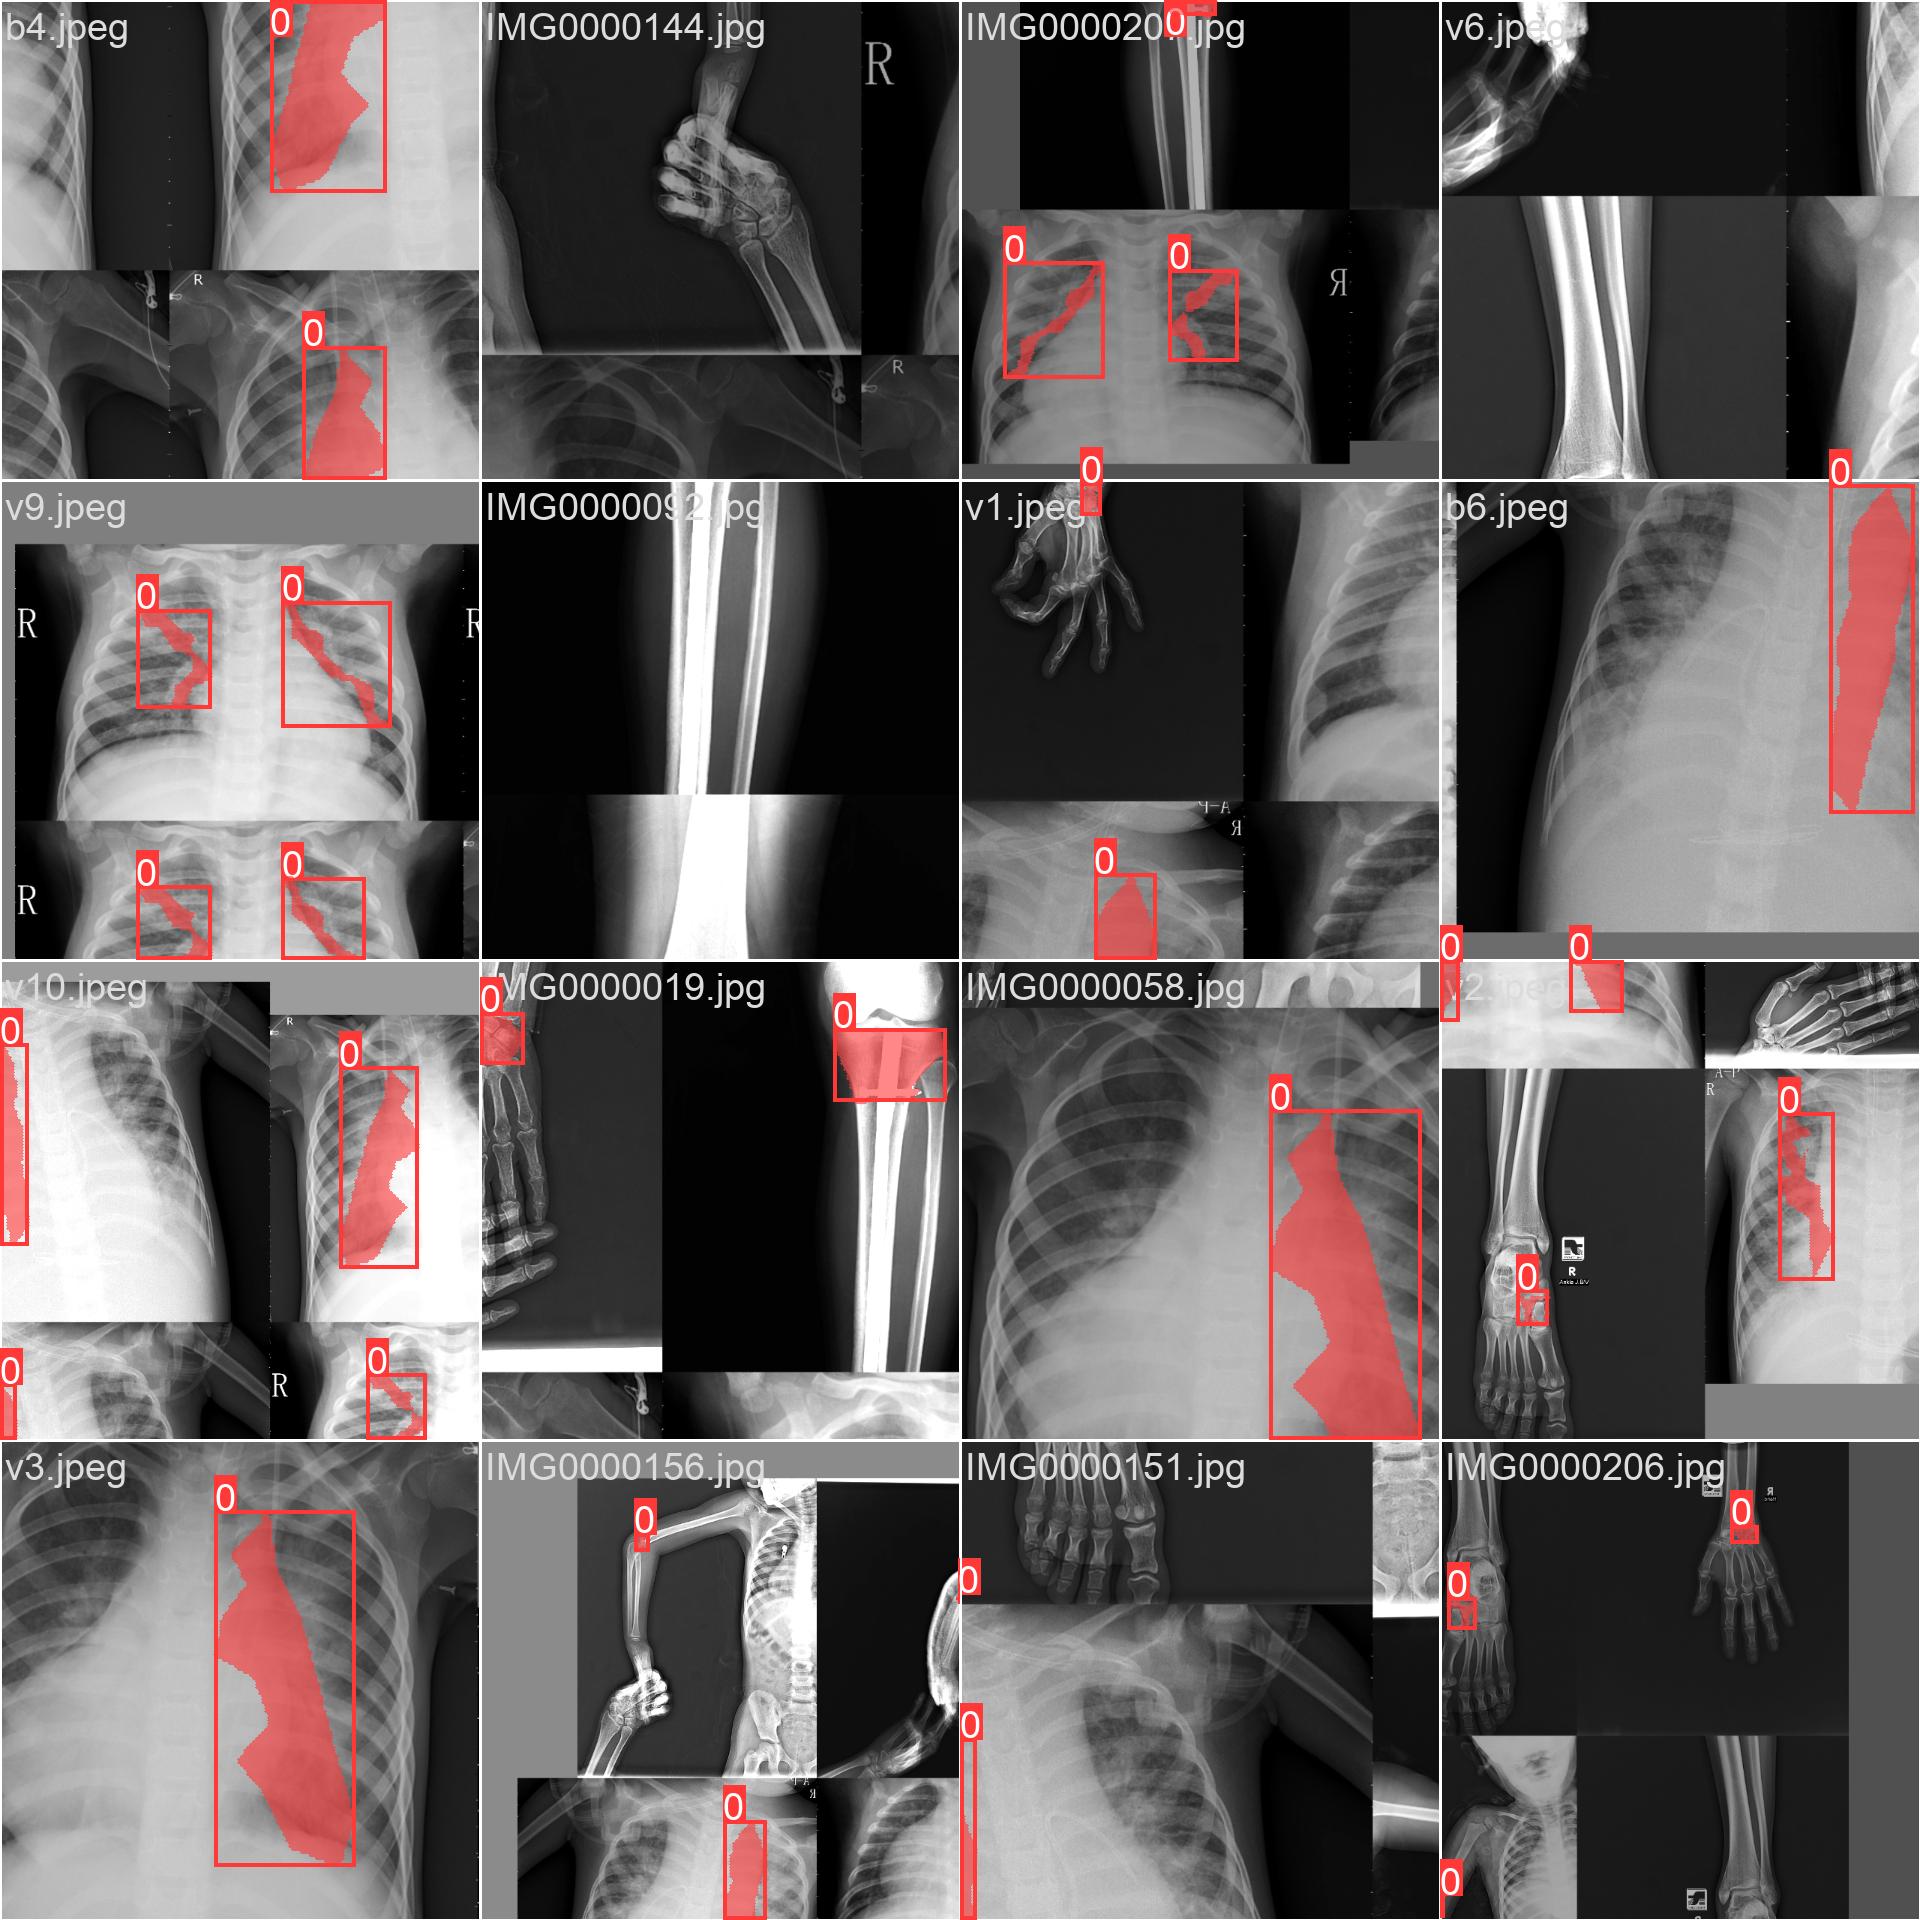 b4.jpeg
0
R
0
IMG0000144.jpg
R
R
0
0
0
R
v6.jpeg
v9.jpeg
0
0
R
R
0
0
R
IMG0000092.jpg
0
v1.jpeg
A-P
R
0
0
b6.jpeg
v10.jpeg
0
R
0
0
0
R
0
IMG0000019.jpg
0
IMG0000058.jpg
0
0
0
v2.jpeg
A-P
R
0
R
0
v3.jpeg
0
IMG0000156.jpg
0
R
0
IMG0000151.jpg
0
0
IMG0000206.jpg
0
0
0